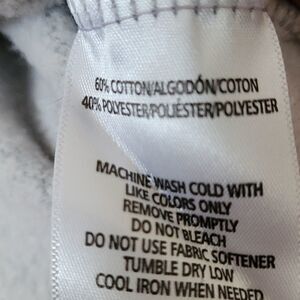 60% COTTON/ALGODÓN/COTON
40% POLYESTER/POLIÉSTER/POLYESTER
MACHINE WASH COLD WITH
LIKE COLORS ONLY
REMOVE PROMPTLY
DO NOT BLEACH
DO NOT USE FABRIC SOFTENER
TUMBLE DRY LOW
COOL IRON WHEN NEEDED